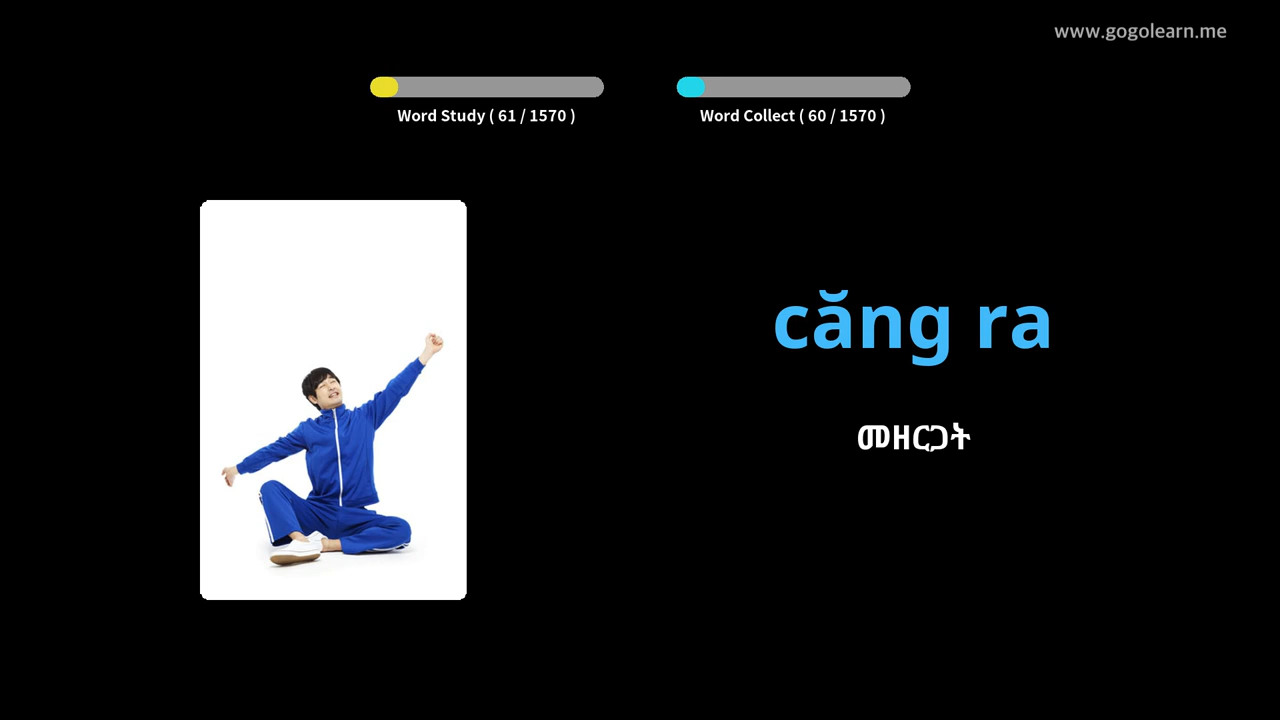 www.gogolearn.me
Word Study ( 61 / 1570 )
Word Collect ( 60 / 1570 )
căng ra
መዘርጋት